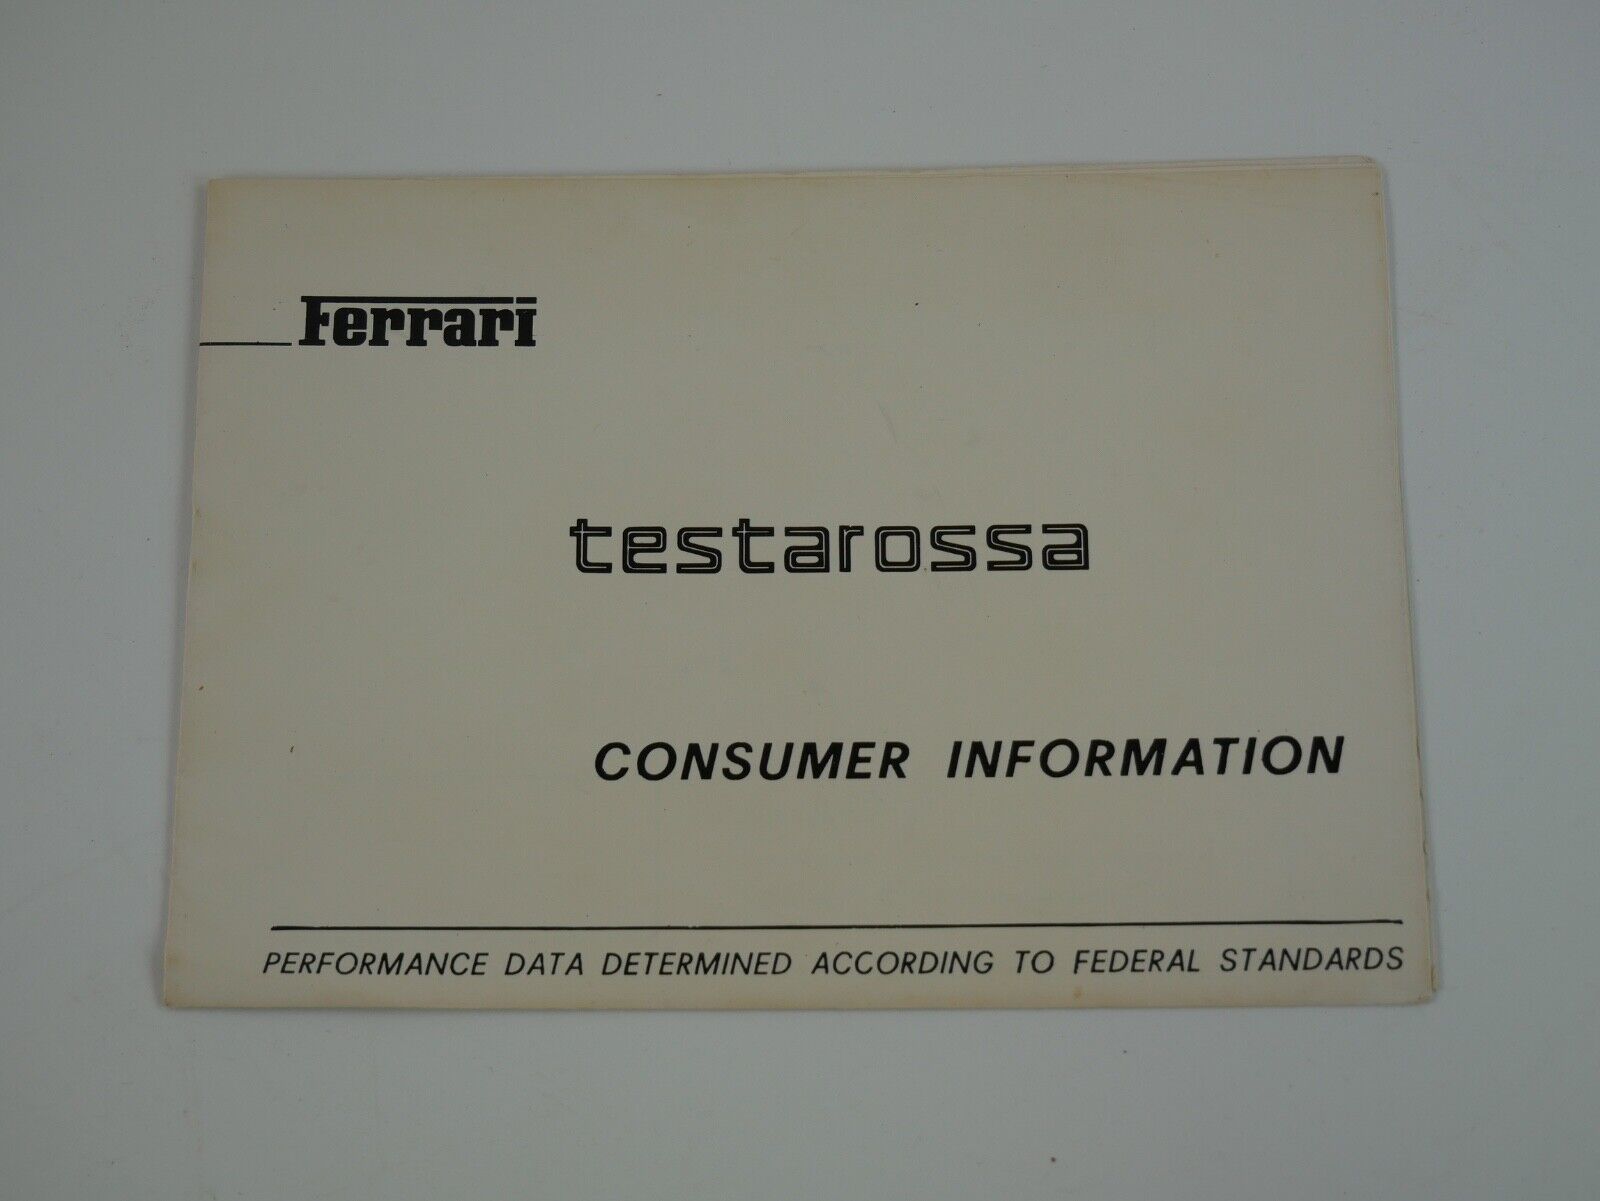 Ferrari
testarossa
CONSUMER INFORMATION
PERFORMANCE DATA DETERMINED ACCORDING TO FEDERAL STANDARDS